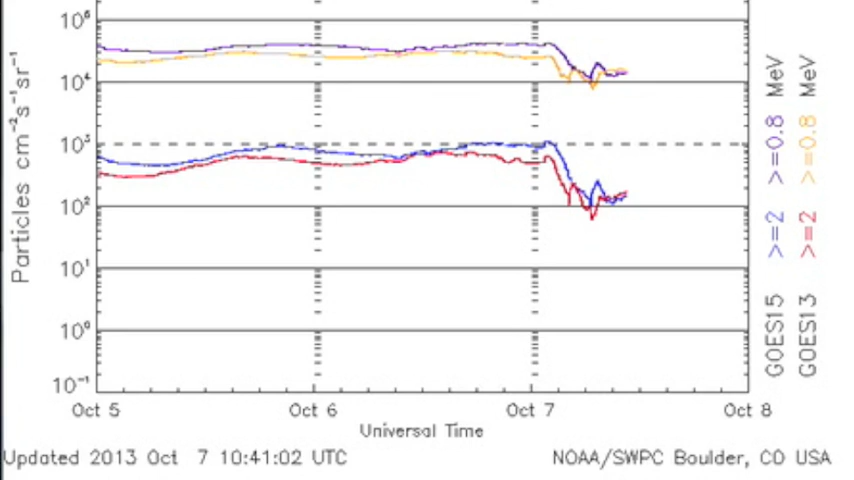 Particles cm⁻²s⁻¹sr⁻¹
10⁶
10⁴
10³
10²
10¹
10⁰
10⁻¹
Oct 5 Oct 6 Oct 7 Oct 8
Universal Time
Updated 2013 Oct 7 10:41:02 UTC NOAA/SWPC Boulder, CO USA
GOES15 >=2 >=0.8 MeV
GOES13 >=2 >=0.8 MeV